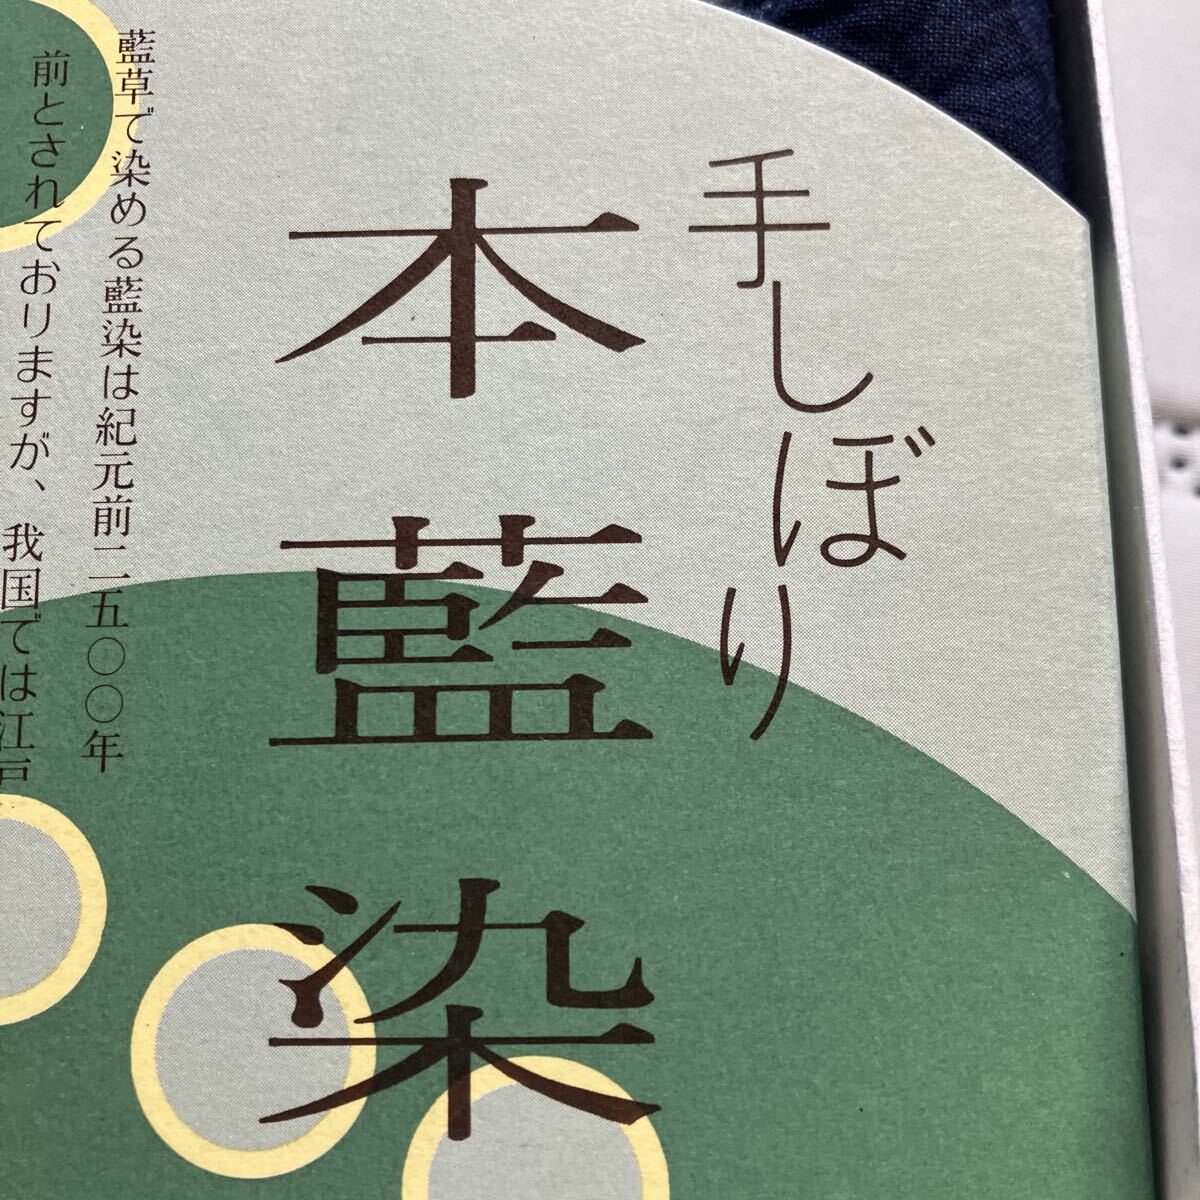 手しぼり
本藍染
藍草で染める藍染は紀元前二五〇〇年
前とされておりますが、我国では江戸